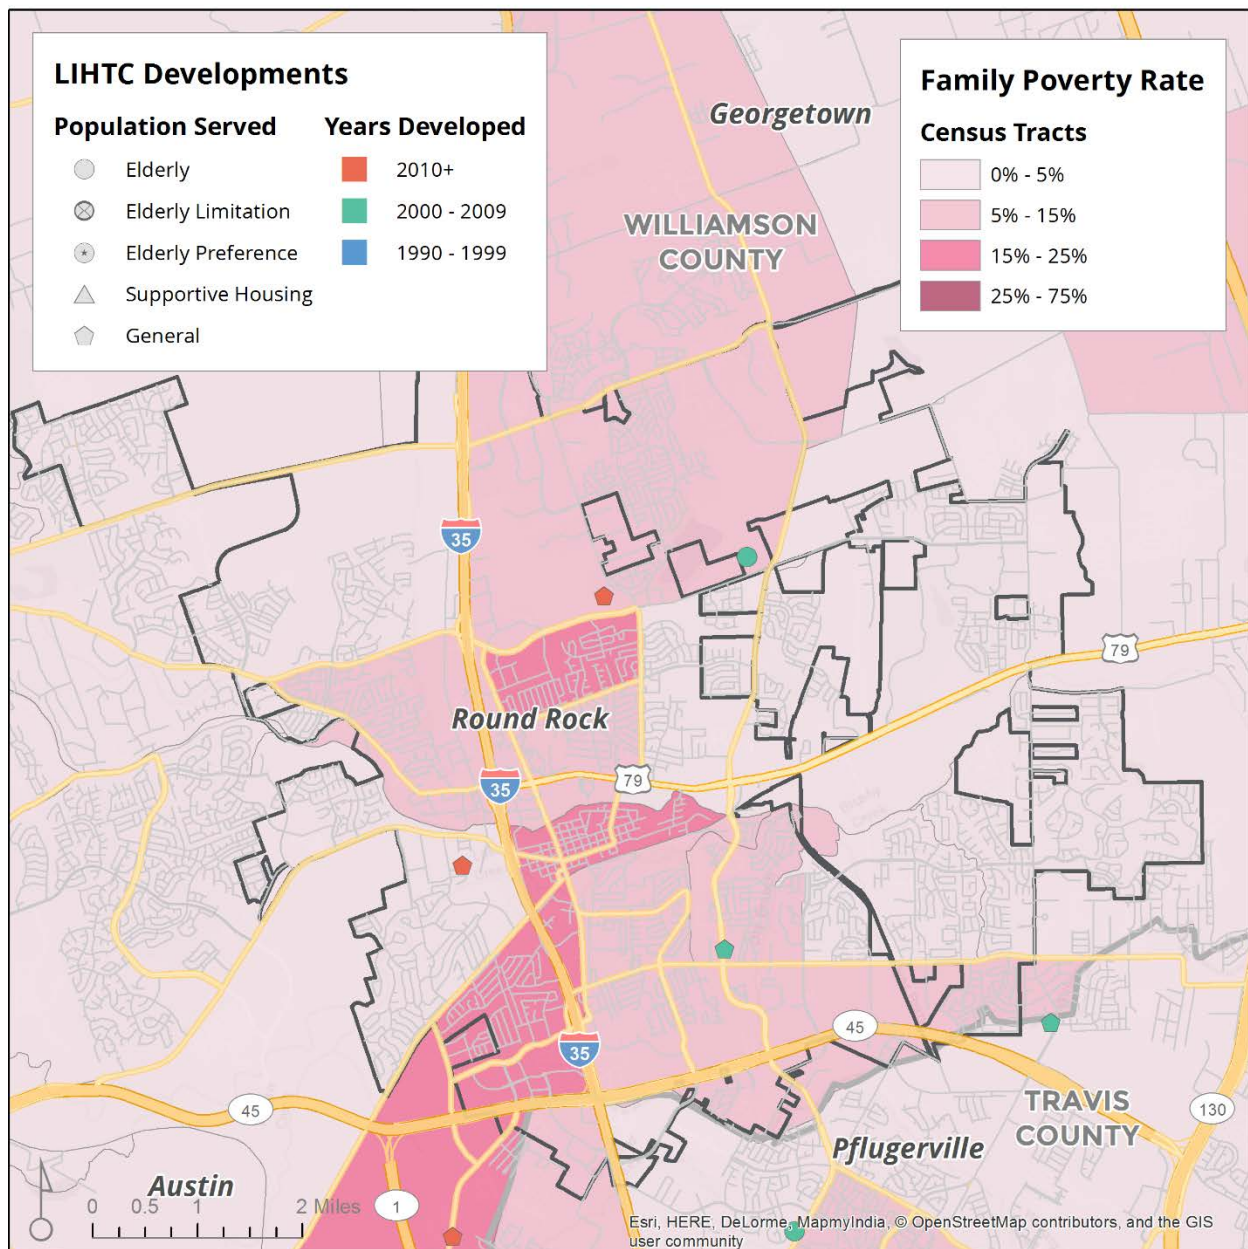 LIHTC Developments
Population Served
Years Developed
Elderly
2010+
Elderly Limitation
2000 - 2009
Elderly Preference
1990 - 1999
Supportive Housing
General
Family Poverty Rate
Census Tracts
0% - 5%
5% - 15%
15% - 25%
25% - 75%
Georgetown
WILLIAMSON
COUNTY
35
79
Round Rock
35
79
45
35
45
130
TRAVIS
COUNTY
Pflugerville
Austin
1
0 0.5 1 2 Miles
Esri, HERE, DeLorme, MapmyIndia, © OpenStreetMap contributors, and the GIS
user community